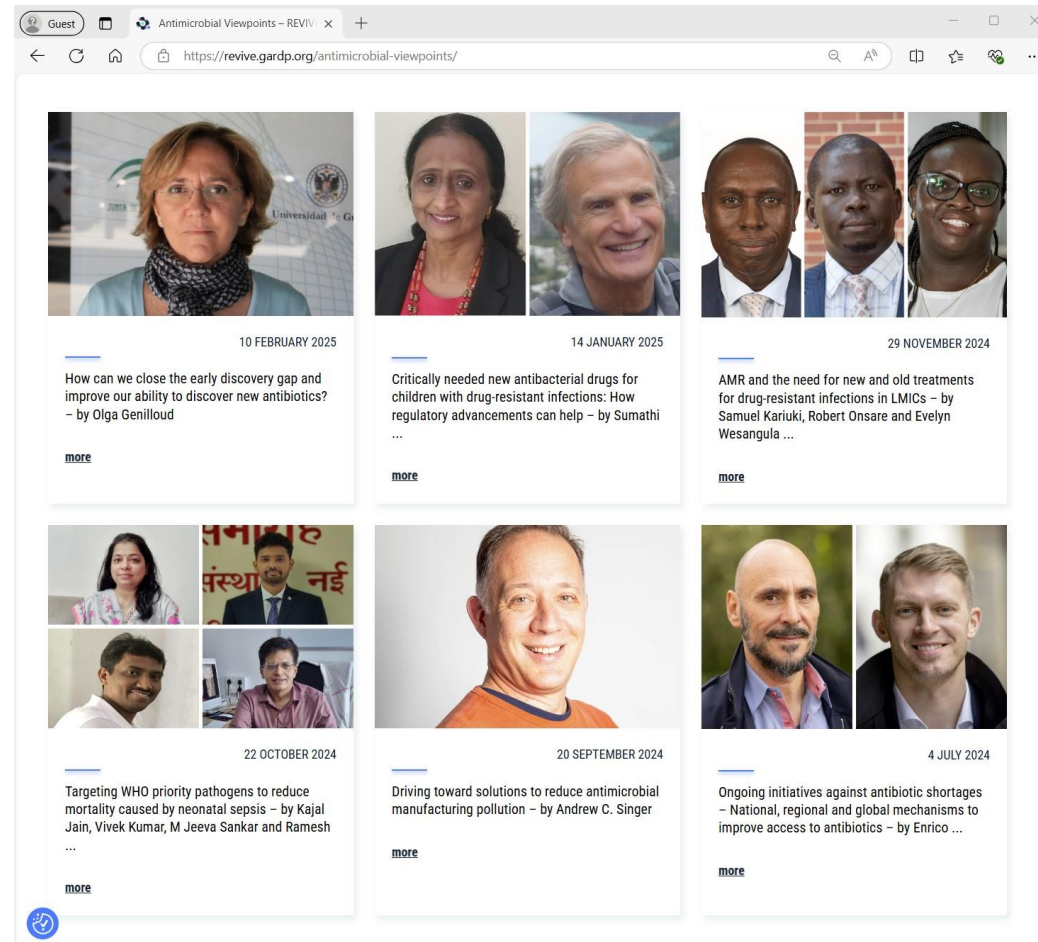 Guest
Antimicrobial Viewpoints – REVIV
https://revive.gardp.org/antimicrobial-viewpoints/
Universidad de Gr
10 FEBRUARY 2025
How can we close the early discovery gap and
improve our ability to discover new antibiotics?
– by Olga Genilloud
more
14 JANUARY 2025
Critically needed new antibacterial drugs for
children with drug-resistant infections: How
regulatory advancements can help – by Sumathi
...
more
29 NOVEMBER 2024
AMR and the need for new and old treatments
for drug-resistant infections in LMICs – by
Samuel Kariuki, Robert Onsare and Evelyn
Wesangula ...
more
संस्था
नई
22 OCTOBER 2024
Targeting WHO priority pathogens to reduce
mortality caused by neonatal sepsis – by Kajal
Jain, Vivek Kumar, M Jeeva Sankar and Ramesh
...
more
20 SEPTEMBER 2024
Driving toward solutions to reduce antimicrobial
manufacturing pollution – by Andrew C. Singer
more
4 JULY 2024
Ongoing initiatives against antibiotic shortages
– National, regional and global mechanisms to
improve access to antibiotics – by Enrico ...
more